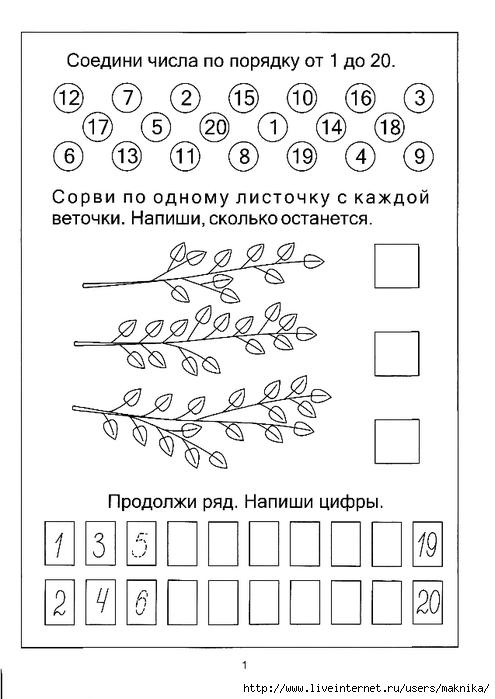 Соедини числа по порядку от 1 до 20.
12 7 2 15 10 16 3
17 5 20 1 14 18
6 13 11 8 19 4 9
Сорви по одному листочку с каждой
веточки. Напиши, сколько останется.
Продолжи ряд. Напиши цифры.
1 3 5 19
2 4 6 20
1
http://www.liveinternet.ru/users/maknika/